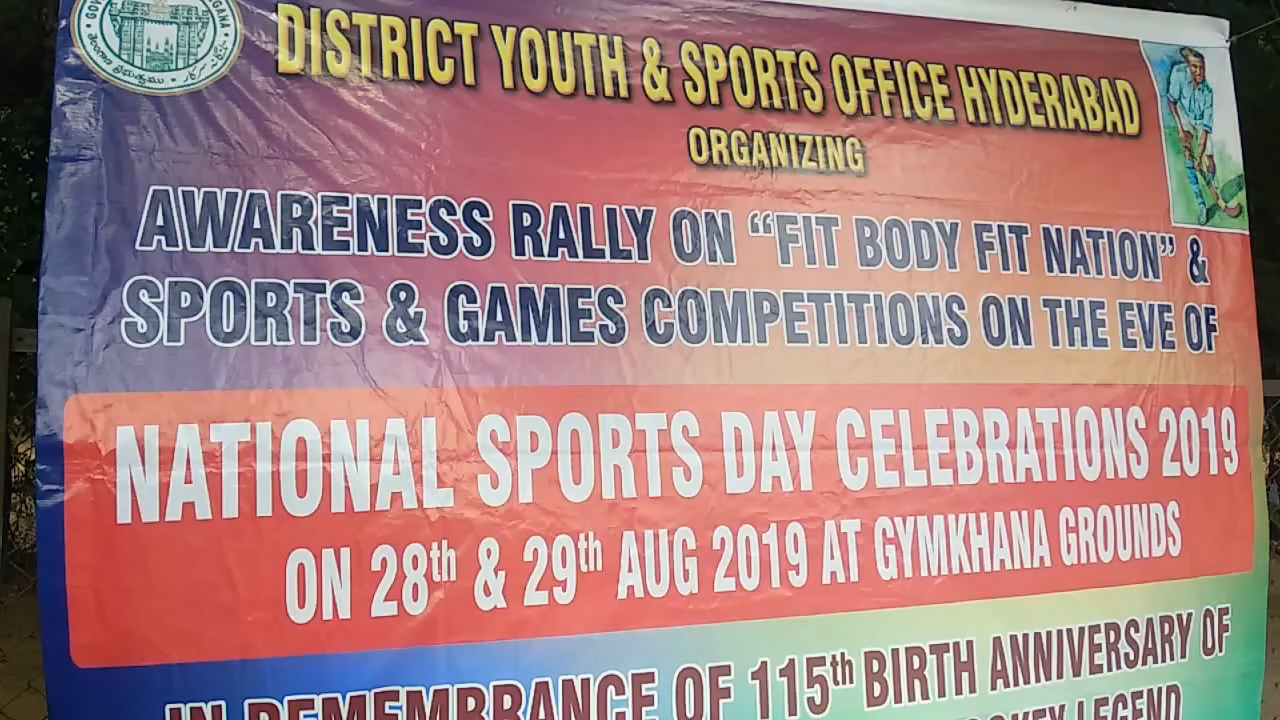 DISTRICT YOUTH & SPORTS OFFICE HYDERABAD
ORGANIZING
AWARENESS RALLY ON “FIT BODY FIT NATION” &
SPORTS & GAMES COMPETITIONS ON THE EVE OF
NATIONAL SPORTS DAY CELEBRATIONS 2019
ON 28th & 29th AUG 2019 AT GYMKHANA GROUNDS
IN REMEMBRANCE OF 115th BIRTH ANNIVERSARY OF
LEGEND